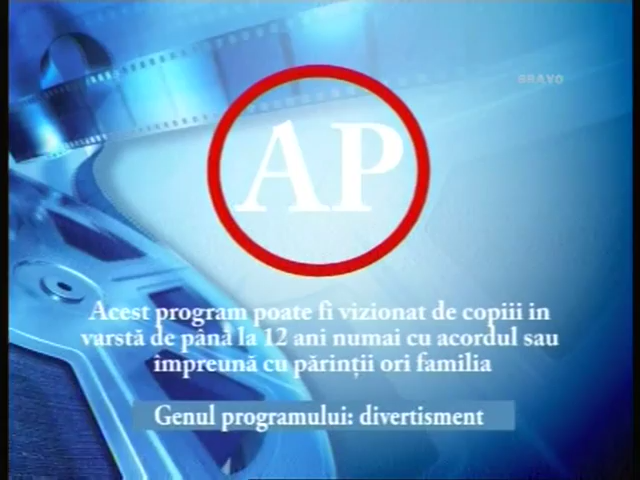 BRAVO
AP
Acest program poate fi vizionat de copiii in
varstă de până la 12 ani numai cu acordul sau
împreună cu părinţii ori familia
Genul programului: divertisment